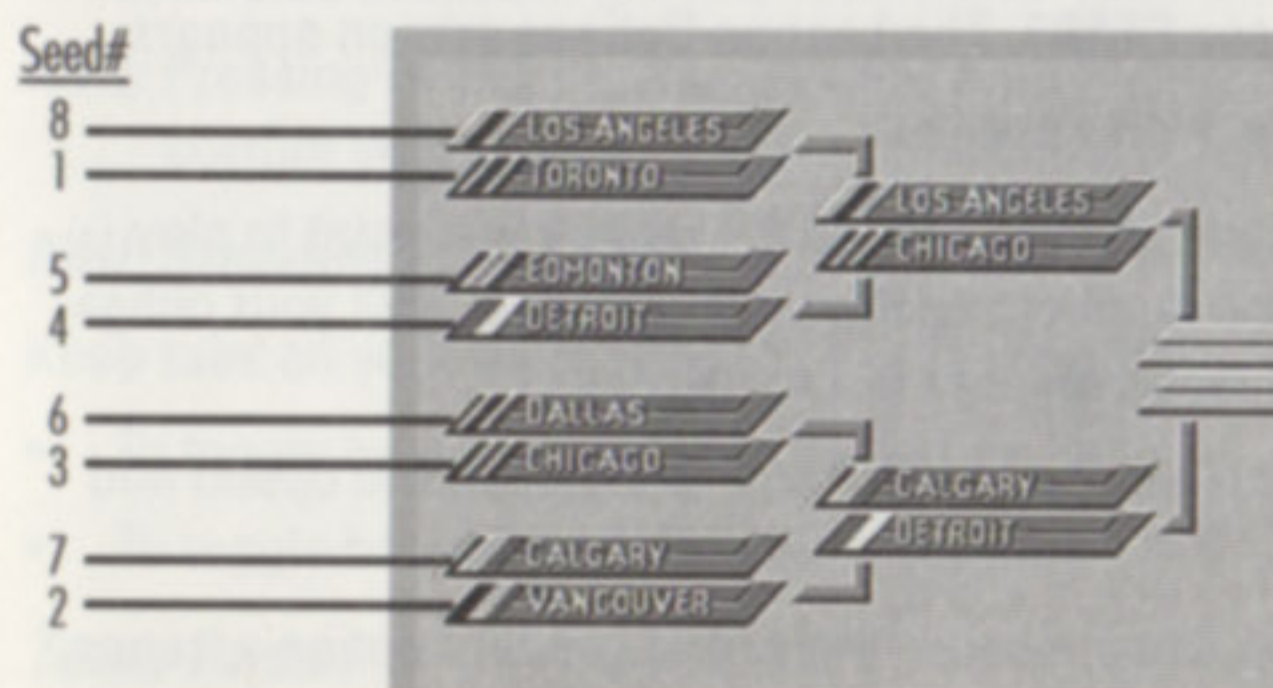 Seed#
8 LOS ANGELES
1 TORONTO
5 EDMONTON
4 DETROIT
6 DALLAS
3 CHICAGO
7 CALGARY
2 VANCOUVER
LOS ANGELES
CHICAGO
CALGARY
DETROIT